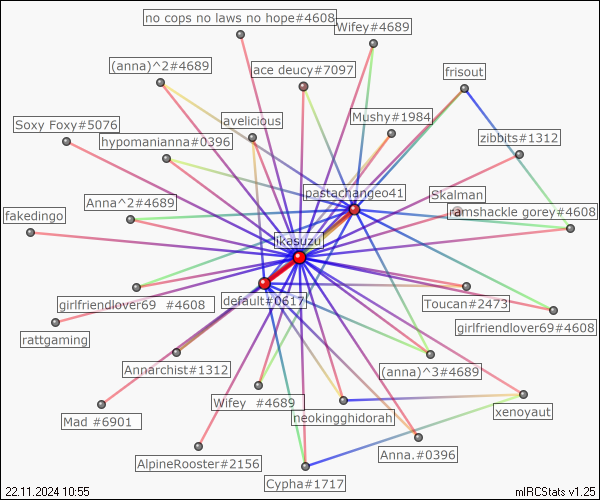 no cops no laws no hope#4608
Wifey#4689
(anna)^2#4689
ace deucy#7097
frisout
avelicious
Mushy#1984
Soxy Foxy#5076
hypomanianna#0396
zibbits#1312
pastachangeo41
Skalman
Anna^2#4689
ramshackle gorey#4608
fakedingo
ikasuzu
default#0617
girlfriendlover69 #4608
Toucan#2473
girlfriendlover69#4608
rattgaming
Annarchist#1312
(anna)^3#4689
Wifey #4689
xenoyaut
neokingghidorah
Mad #6901
Anna.#0396
AlpineRooster#2156
Cypha#1717
22.11.2024 10:55
mIRCStats v1.25